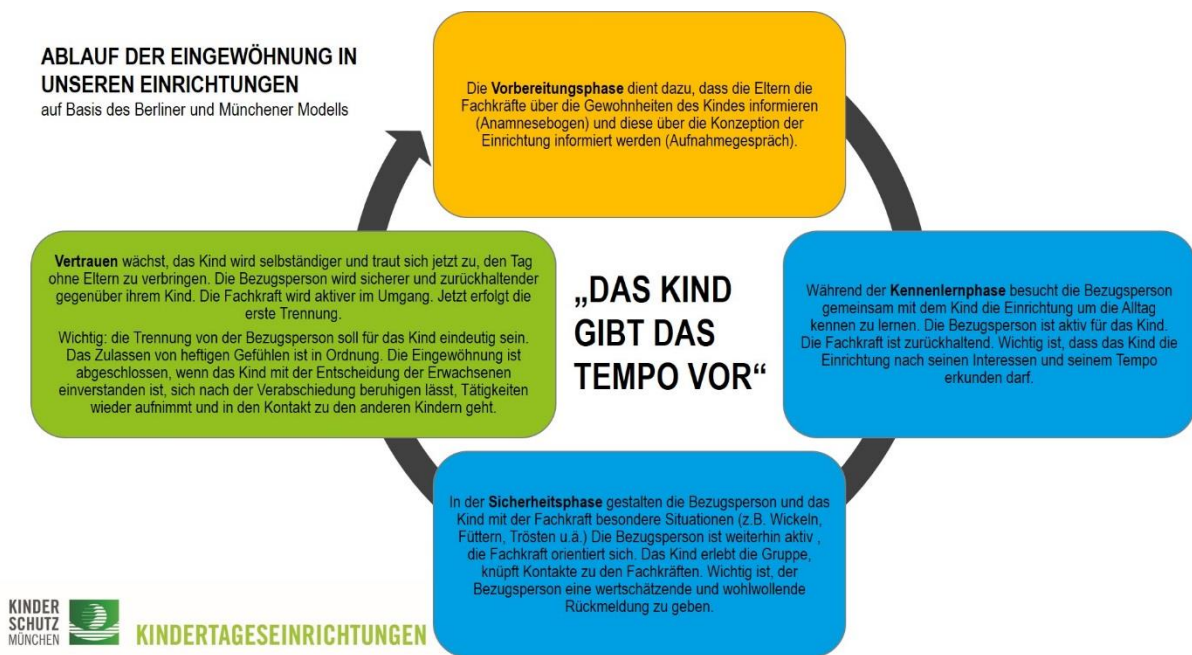 ABLAUF DER EINGEWÖHNUNG IN
UNSEREN EINRICHTUNGEN
auf Basis des Berliner und Münchener Modells
Die Vorbereitungsphase dient dazu, dass die Eltern die
Fachkräfte über die Gewohnheiten des Kindes informieren
(Anamnesebogen) und diese über die Konzeption der
Einrichtung informiert werden (Aufnahmegespräch).
Während der Kennenlernphase besucht die Bezugsperson
gemeinsam mit dem Kind die Einrichtung um die Alltag
kennen zu lernen. Die Bezugsperson ist aktiv für das Kind.
Die Fachkraft ist zurückhaltend. Wichtig ist, dass das Kind die
Einrichtung nach seinen Interessen und seinem Tempo
erkunden darf.
In der Sicherheitsphase gestalten die Bezugsperson und das
Kind mit der Fachkraft besondere Situationen (z.B. Wickeln,
Füttern, Trösten u.ä.) Die Bezugsperson ist weiterhin aktiv ,
die Fachkraft orientiert sich. Das Kind erlebt die Gruppe,
knüpft Kontakte zu den Fachkräften. Wichtig ist, der
Bezugsperson eine wertschätzende und wohlwollende
Rückmeldung zu geben.
Vertrauen wächst, das Kind wird selbständiger und traut sich jetzt zu, den Tag
ohne Eltern zu verbringen. Die Bezugsperson wird sicherer und zurückhaltender
gegenüber ihrem Kind. Die Fachkraft wird aktiver im Umgang. Jetzt erfolgt die
erste Trennung.
Wichtig: die Trennung von der Bezugsperson soll für das Kind eindeutig sein.
Das Zulassen von heftigen Gefühlen ist in Ordnung. Die Eingewöhnung ist
abgeschlossen, wenn das Kind mit der Entscheidung der Erwachsenen
einverstanden ist, sich nach der Verabschiedung beruhigen lässt, Tätigkeiten
wieder aufnimmt und in den Kontakt zu den anderen Kindern geht.
„DAS KIND
GIBT DAS
TEMPO VOR“
KINDER
SCHUTZ
MÜNCHEN
KINDERTAGESEINRICHTUNGEN